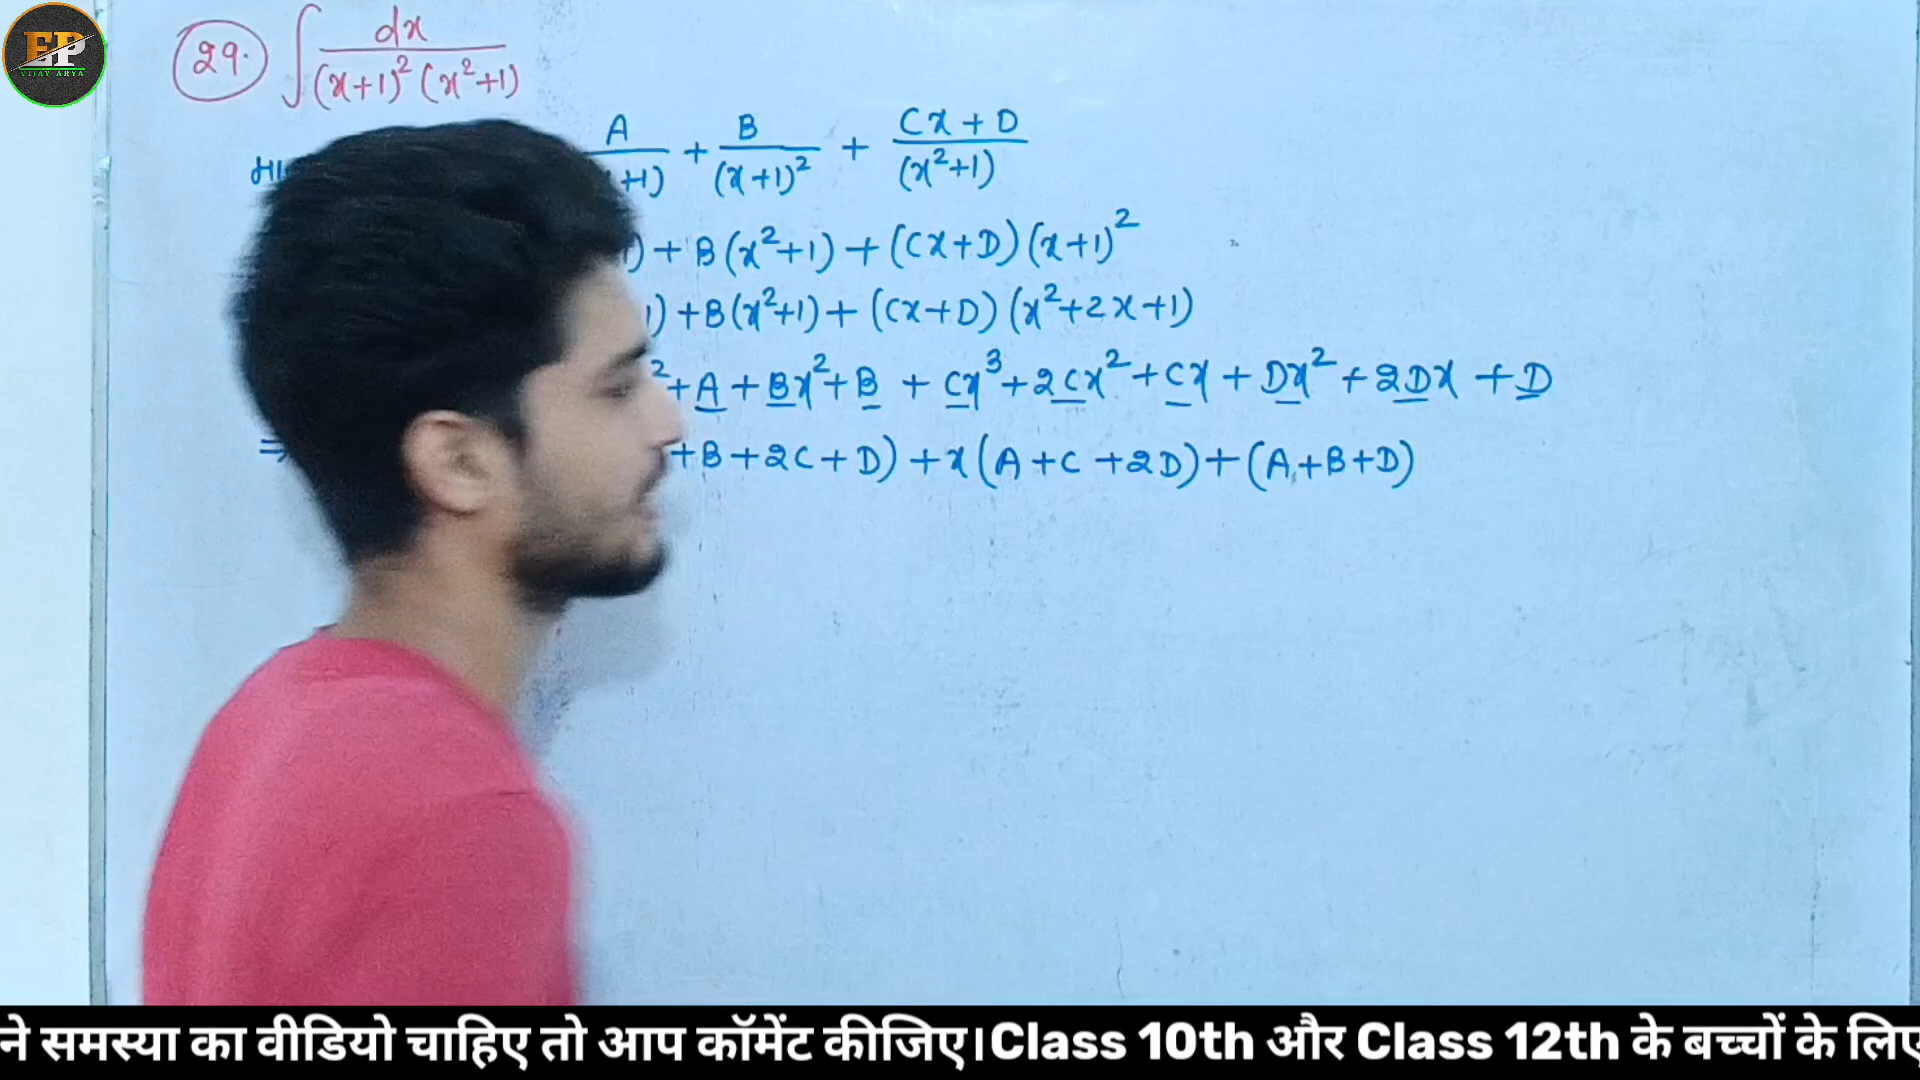 EP
VIJAY ARYA
29. ∫ dx / (x+1)² (x²+1)
A / +1) + B / (x+1)² + Cx + D / (x²+1)
) + B(x²+1) + (Cx+D)(x+1)²
1) + B(x²+1) + (Cx+D)(x²+2x+1)
² + A + Bx² + B + Cx³ + 2Cx² + Cx + Dx² + 2Dx + D
⇒ +B+2C+D) + x(A+C+2D) + (A+B+D)
ने समस्या का वीडियो चाहिए तो आप कॉमेंट कीजिए।Class 10th और Class 12th के बच्चों के लिए